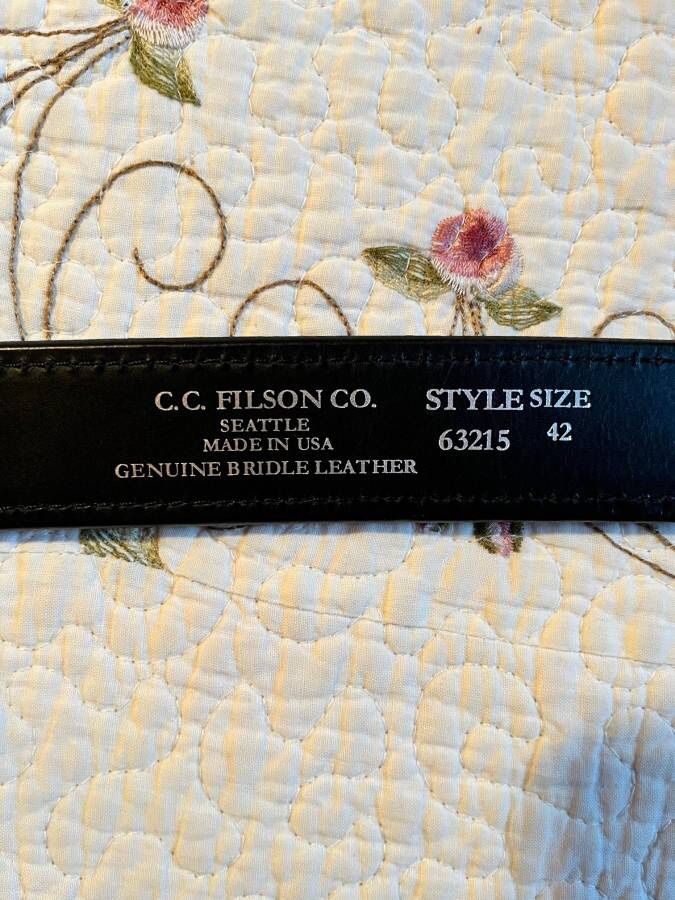 C.C. FILSON CO.
SEATTLE
MADE IN USA
GENUINE BRIDLE LEATHER
STYLE SIZE
63215 42